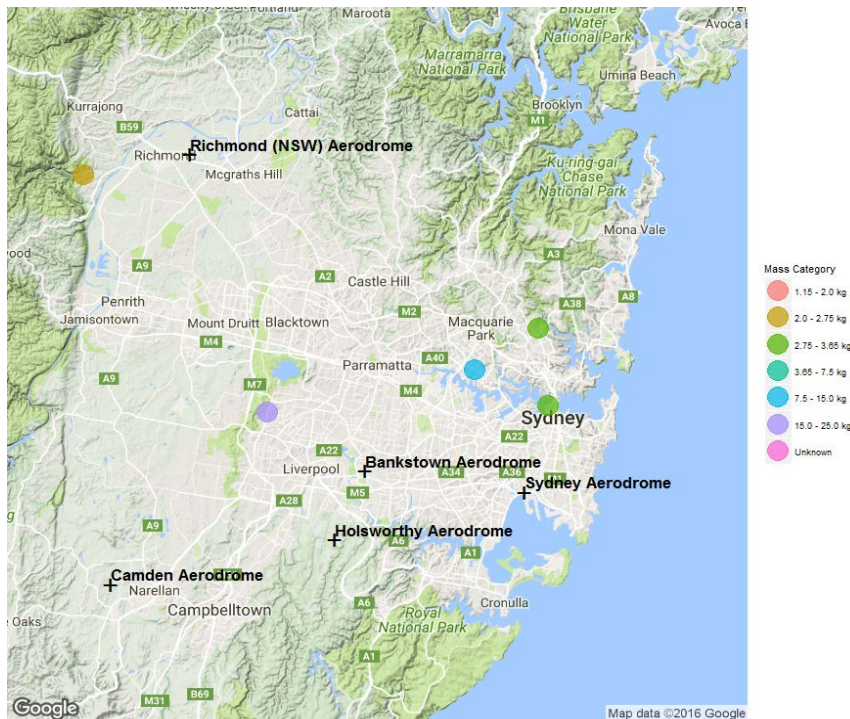 Portland
Maroota
Brisbane
Water
National Park
Avoca B
Marramarra
National Park
Umina Beach
Kurrajong
Cattai
Brooklyn
M1
B59
Richmond (NSW) Aerodrome
Richmond
McGraths Hill
Ku-ring-gai
Chase
National Park
Mona Vale
A3
A9
A2
Castle Hill
A38
A8
Penrith
Jamisontown
Mount Druitt
Blacktown
M2
Macquarie
Park
M4
A40
Parramatta
A9
M7
M4
Sydney
A22
A22
Bankstown Aerodrome
A34
A36
M1
Liverpool
Sydney Aerodrome
M5
A28
A9
Holsworthy Aerodrome
A6
A1
Camden Aerodrome
Narellan
e Oaks
Campbelltown
A6
Cronulla
Royal
National Park
A1
M31
B69
Google
Map data ©2016 Google
Mass Category
1.15 - 2.0 kg
2.0 - 2.75 kg
2.75 - 3.65 kg
3.65 - 7.5 kg
7.5 - 15.0 kg
15.0 - 25.0 kg
Unknown